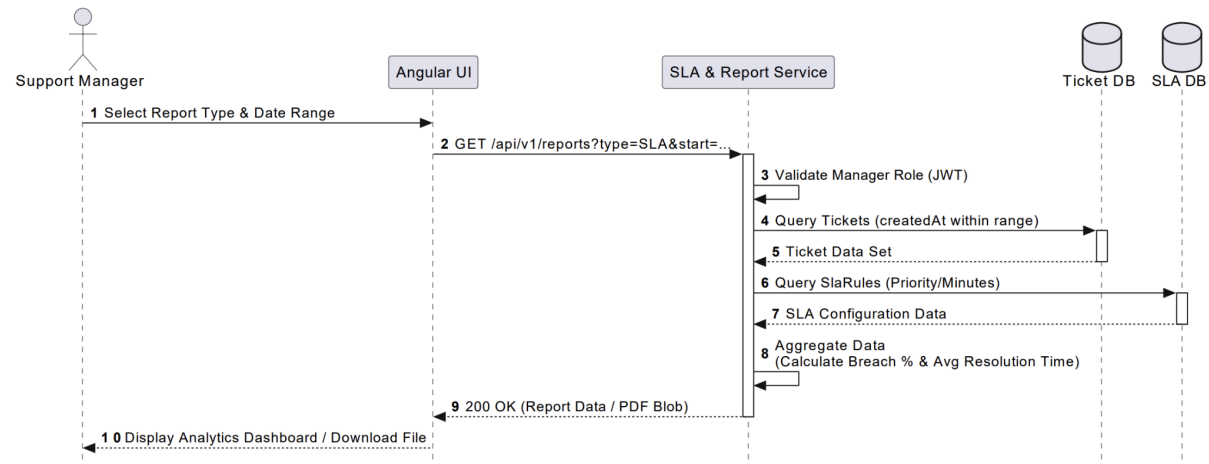 Support Manager
Angular UI
SLA & Report Service
Ticket DB
SLA DB
1 Select Report Type & Date Range
2 GET /api/v1/reports?type=SLA&start=...
3 Validate Manager Role (JWT)
4 Query Tickets (createdAt within range)
5 Ticket Data Set
6 Query SlaRules (Priority/Minutes)
7 SLA Configuration Data
8 Aggregate Data
(Calculate Breach % & Avg Resolution Time)
9 200 OK (Report Data / PDF Blob)
10 Display Analytics Dashboard / Download File